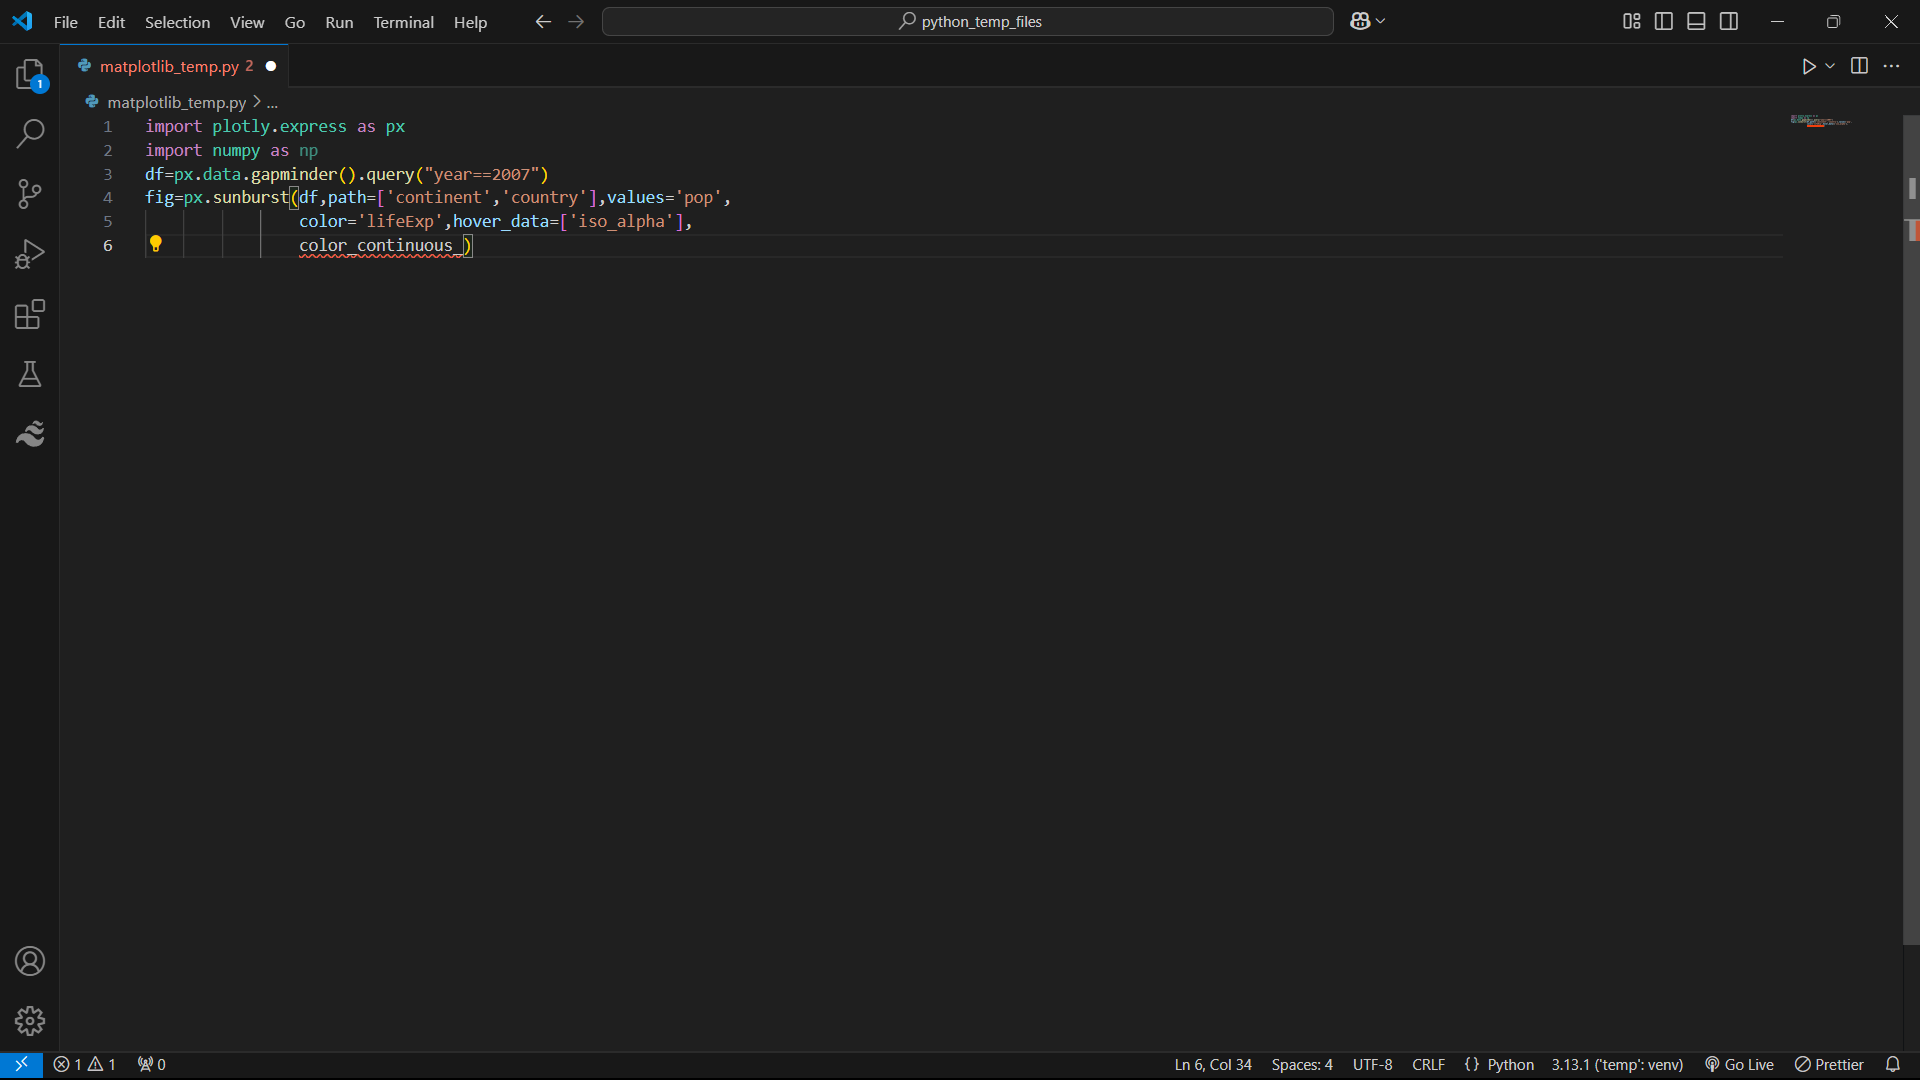 File Edit Selection View Go Run Terminal Help python_temp_files
1
matplotlib_temp.py 2
matplotlib_temp.py > ...
1 import plotly.express as px
2 import numpy as np
3 df=px.data.gapminder().query("year==2007")
4 fig=px.sunburst(df,path=['continent','country'],values='pop',
5 color='lifeExp',hover_data=['iso_alpha'],
6 color_continuous_)
1 1 0 Ln 6, Col 34 Spaces: 4 UTF-8 CRLF {} Python 3.13.1 ('temp': venv) Go Live Prettier